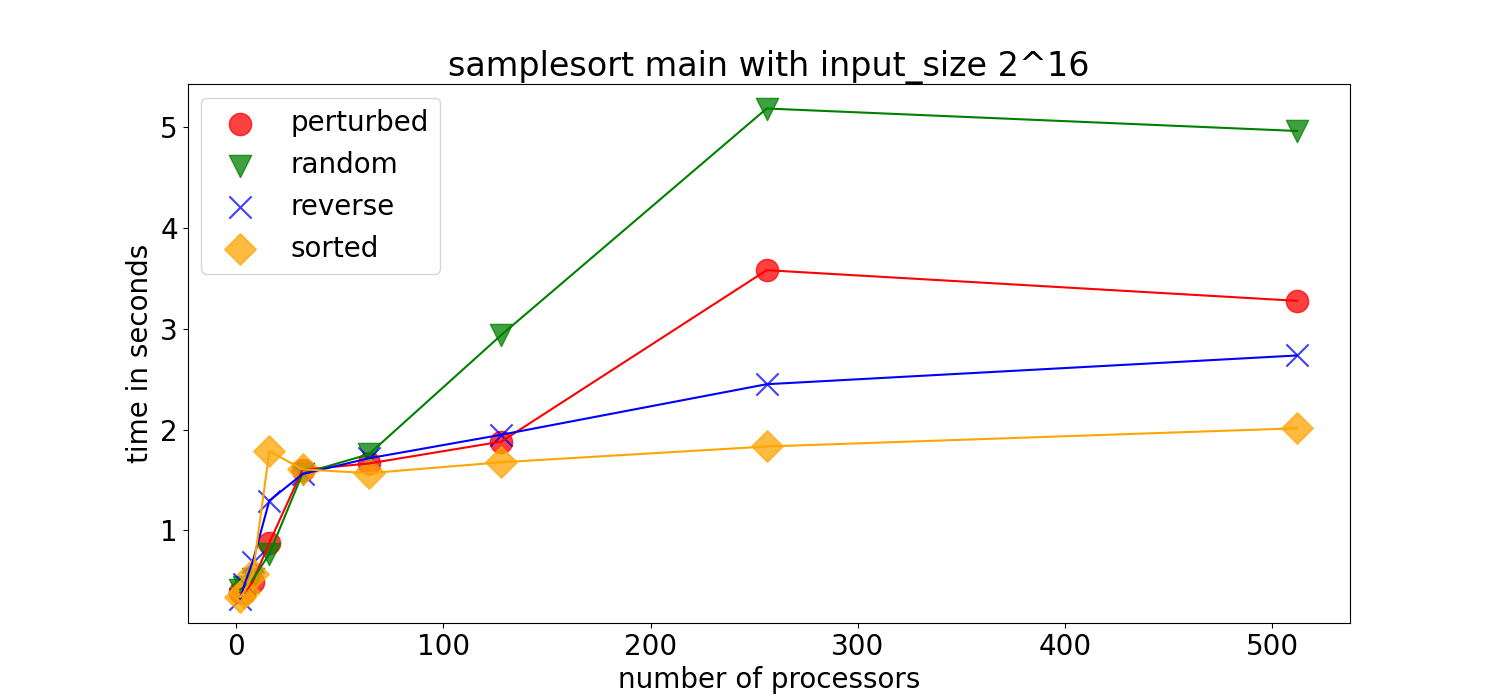 samplesort main with input_size 2^16
perturbed
random
reverse
sorted
5
4
3
2
1
time in seconds
0 100 200 300 400 500
number of processors